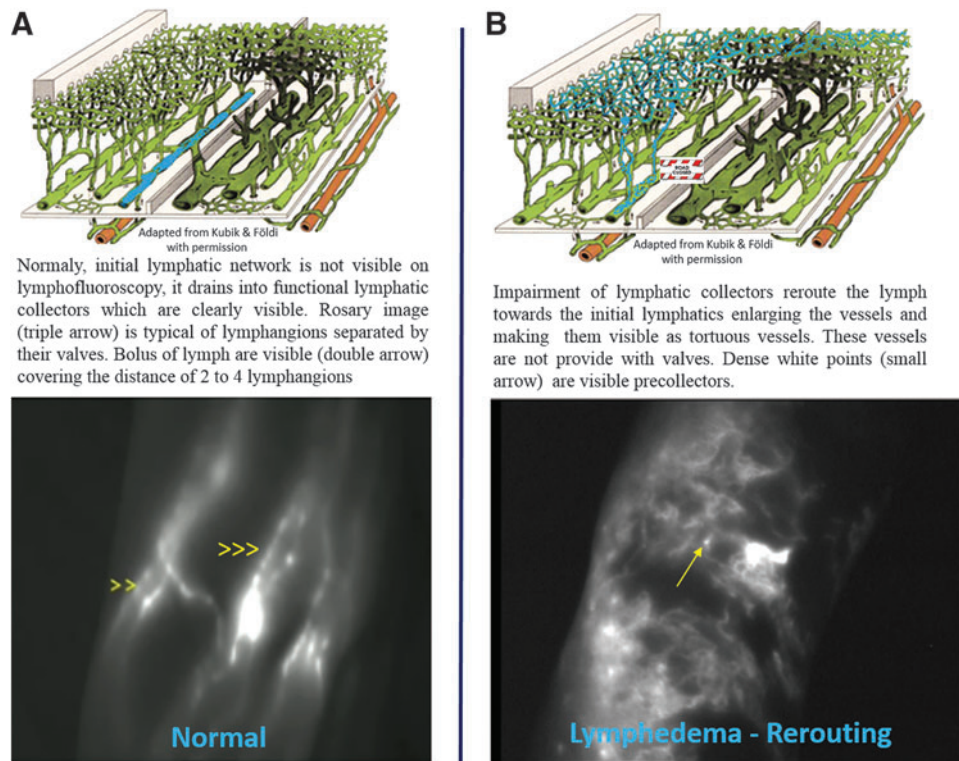 A
Adapted from Kubik & Földi
with permission
Normaly, initial lymphatic network is not visible on
lymphofluoroscopy, it drains into functional lymphatic
collectors which are clearly visible. Rosary image
(triple arrow) is typical of lymphangions separated by
their valves. Bolus of lymph are visible (double arrow)
covering the distance of 2 to 4 lymphangions
>>
>>>
Normal
B
ROAD
CLOSED
Adapted from Kubik & Földi
with permission
Impairment of lymphatic collectors reroute the lymph
towards the initial lymphatics enlarging the vessels and
making them visible as tortuous vessels. These vessels
are not provide with valves. Dense white points (small
arrow) are visible precollectors.
Lymphedema - Rerouting